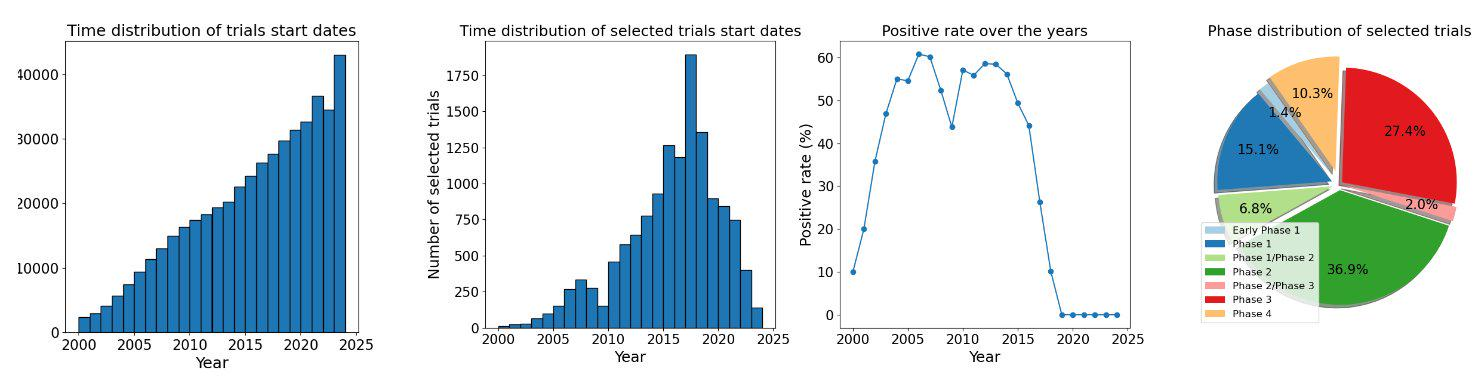 Time distribution of trials start dates
40000
30000
20000
10000
0
2000
2005
2010
2015
2020
2025
Year
Time distribution of selected trials start dates
Number of selected trials
1750
1500
1250
1000
750
500
250
0
2000
2005
2010
2015
2020
2025
Year
Positive rate over the years
Positive rate (%)
60
50
40
30
20
10
0
2000
2005
2010
2015
2020
2025
Year
Phase distribution of selected trials
10.3%
1.4%
27.4%
15.1%
2.0%
6.8%
36.9%
Early Phase 1
Phase 1
Phase 1/Phase 2
Phase 2
Phase 2/Phase 3
Phase 3
Phase 4